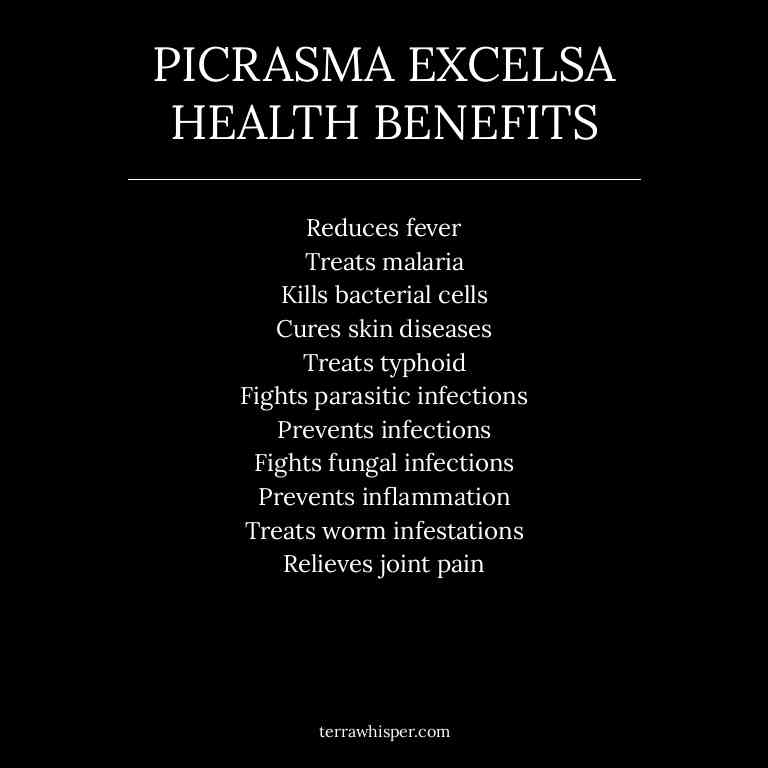 PICRASMA EXCELSA
HEALTH BENEFITS
Reduces fever
Treats malaria
Kills bacterial cells
Cures skin diseases
Treats typhoid
Fights parasitic infections
Prevents infections
Fights fungal infections
Prevents inflammation
Treats worm infestations
Relieves joint pain
terrawhisper.com